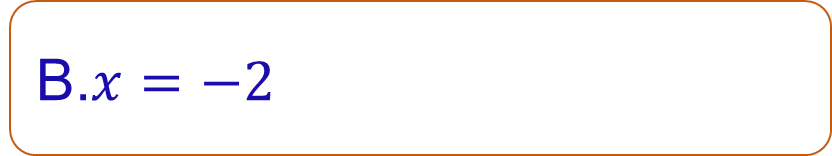 B.x = −2